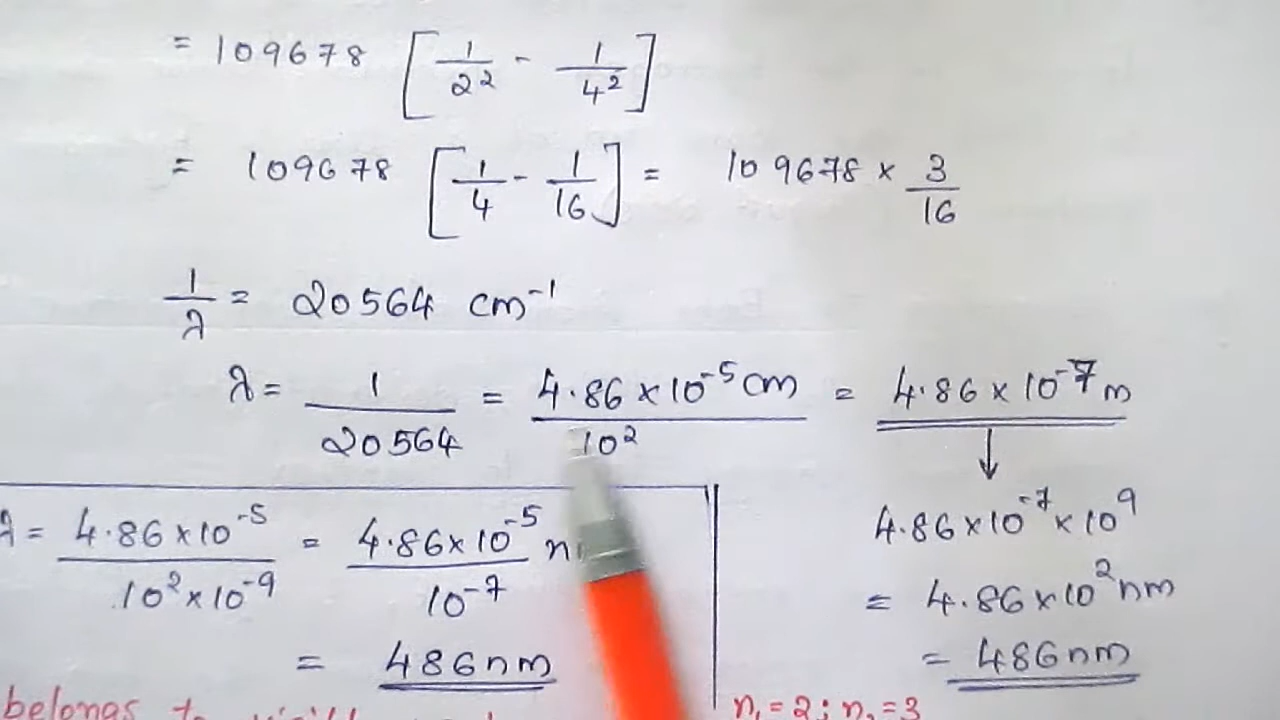 = 109678 [1/2² - 1/4²]
= 109678 [1/4 - 1/16] = 109678 × 3/16
1/λ = 20564 cm⁻¹
λ = 1/20564 = 4.86 × 10⁻⁵ cm / 10² = 4.86 × 10⁻⁷ m
λ = 4.86 × 10⁻⁵ / 10² × 10⁻⁹ = 4.86 × 10⁻⁵ / 10⁻⁷
= 486 nm
↓
4.86 × 10⁻⁷ × 10⁹
= 4.86 × 10² nm
= 486 nm
belongs to
n₁ = 2 ; n₂ = 3